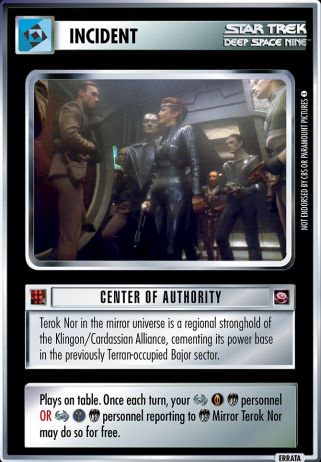 INCIDENT
STAR TREK
DEEP SPACE NINE™
NOT ENDORSED BY CBS OR PARAMOUNT PICTURES
CENTER OF AUTHORITY
Terok Nor in the mirror universe is a regional stronghold of
the Klingon/Cardassian Alliance, cementing its power base
in the previously Terran-occupied Bajor sector.
Plays on table. Once each turn, your personnel
OR personnel reporting to Mirror Terok Nor
may do so for free.
ERRATA